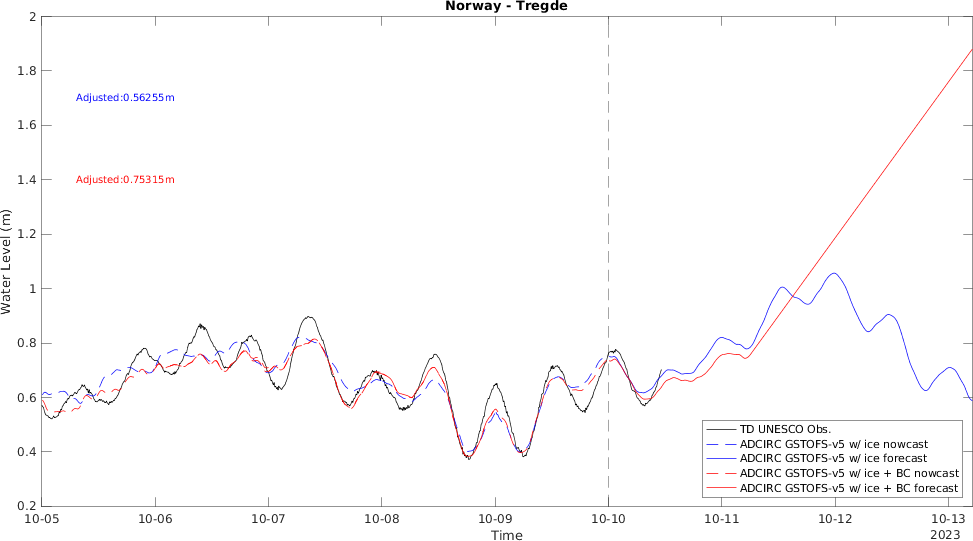 Norway - Tregde
2
1.8
1.6
1.4
1.2
1
0.8
0.6
0.4
0.2
Water Level (m)
Adjusted:0.56255m
Adjusted:0.75315m
TD UNESCO Obs.
ADCIRC GSTOFS-v5 w/ ice nowcast
ADCIRC GSTOFS-v5 w/ ice forecast
ADCIRC GSTOFS-v5 w/ ice + BC nowcast
ADCIRC GSTOFS-v5 w/ ice + BC forecast
10-05 10-06 10-07 10-08 10-09 10-10 10-11 10-12 10-13
Time
2023